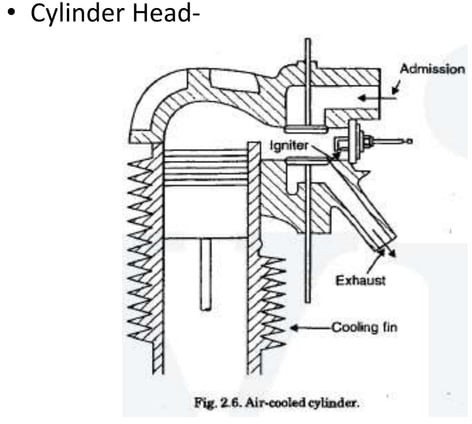 • Cylinder Head-
Admission
Igniter
Exhaust
Cooling fin
Fig. 2.6. Air-cooled cylinder.